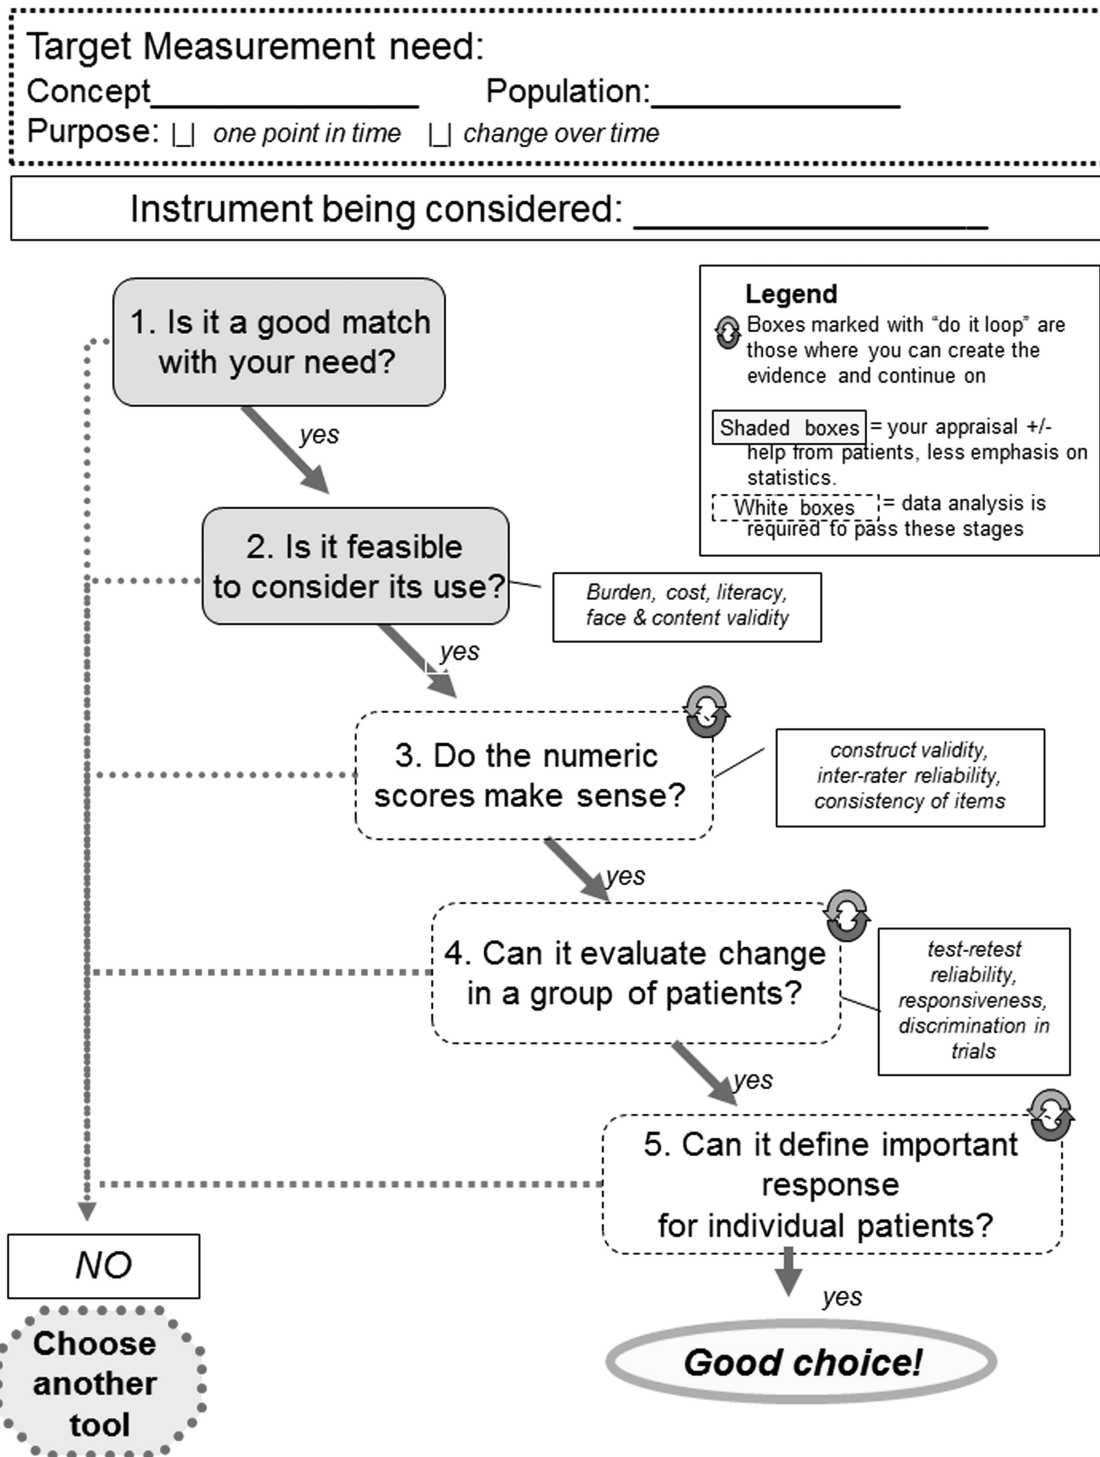 Target Measurement need:
Concept_______________ Population:______________
Purpose: |_| one point in time |_| change over time
Instrument being considered: _________________
1. Is it a good match
with your need?
yes
Legend
Boxes marked with “do it loop” are
those where you can create the
evidence and continue on
Shaded boxes = your appraisal +/-
help from patients, less emphasis on
statistics.
White boxes = data analysis is
required to pass these stages
2. Is it feasible
to consider its use?
Burden, cost, literacy,
face & content validity
yes
3. Do the numeric
scores make sense?
construct validity,
inter-rater reliability,
consistency of items
yes
4. Can it evaluate change
in a group of patients?
test-retest
reliability,
responsiveness,
discrimination in
trials
yes
5. Can it define important
response
for individual patients?
yes
NO
Choose
another
tool
Good choice!